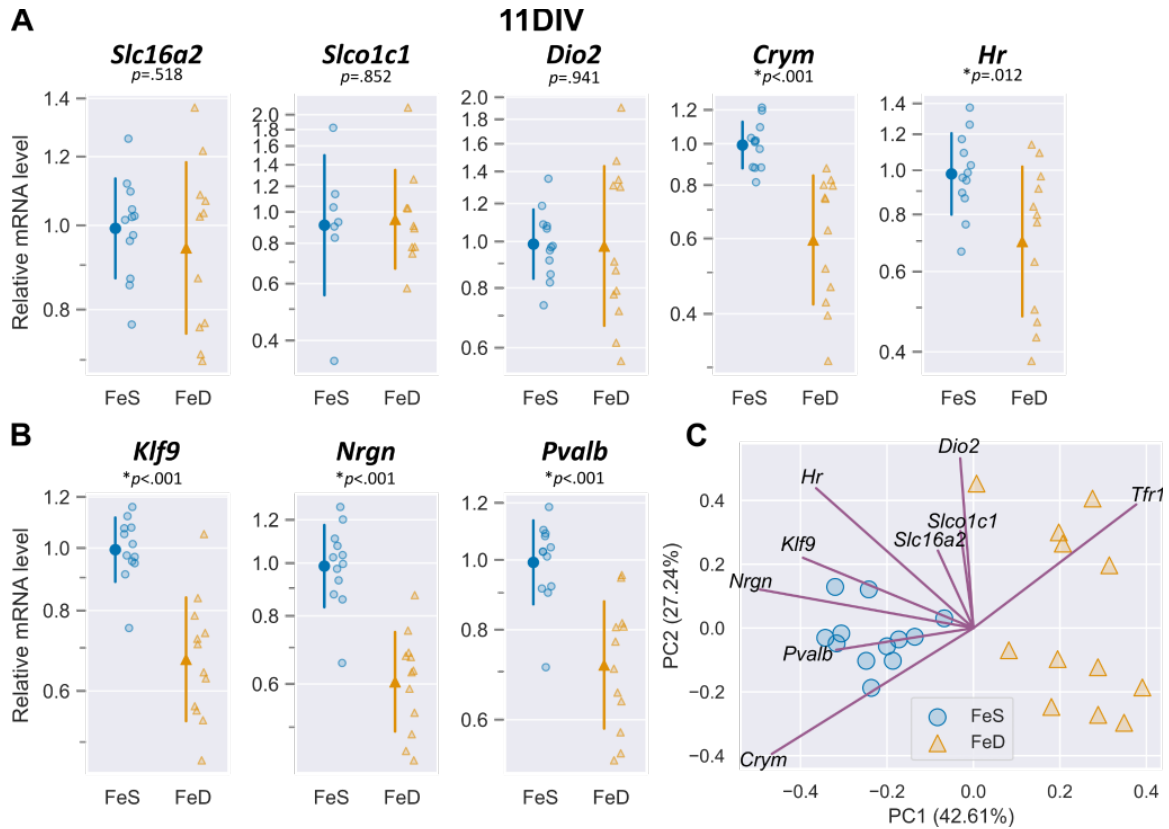 A
11DIV
Slc16a2
p=.518
Slco1c1
p=.852
Dio2
p=.941
Crym
*p<.001
Hr
*p=.012
Relative mRNA level
1.4
1.2
1.0
0.8
FeS
FeD
2.0
1.8
1.6
1.4
1.2
1.0
0.8
0.6
0.4
FeS
FeD
2.0
1.8
1.6
1.4
1.2
1.0
0.8
0.6
FeS
FeD
1.2
1.0
0.8
0.6
0.4
FeS
FeD
1.4
1.2
1.0
0.8
0.6
0.4
FeS
FeD
B
Klf9
*p<.001
Nrgn
*p<.001
Pvalb
*p<.001
Relative mRNA level
1.2
1.0
0.8
0.6
FeS
FeD
1.2
1.0
0.8
0.6
FeS
FeD
1.2
1.0
0.8
0.6
FeS
FeD
C
Dio2
Hr
Tfr1
Slco1c1
Slc16a2
Klf9
Nrgn
Pvalb
Crym
FeS
FeD
PC2 (27.24%)
0.4
0.2
0.0
−0.2
−0.4
−0.4
−0.2
0.0
0.2
0.4
PC1 (42.61%)